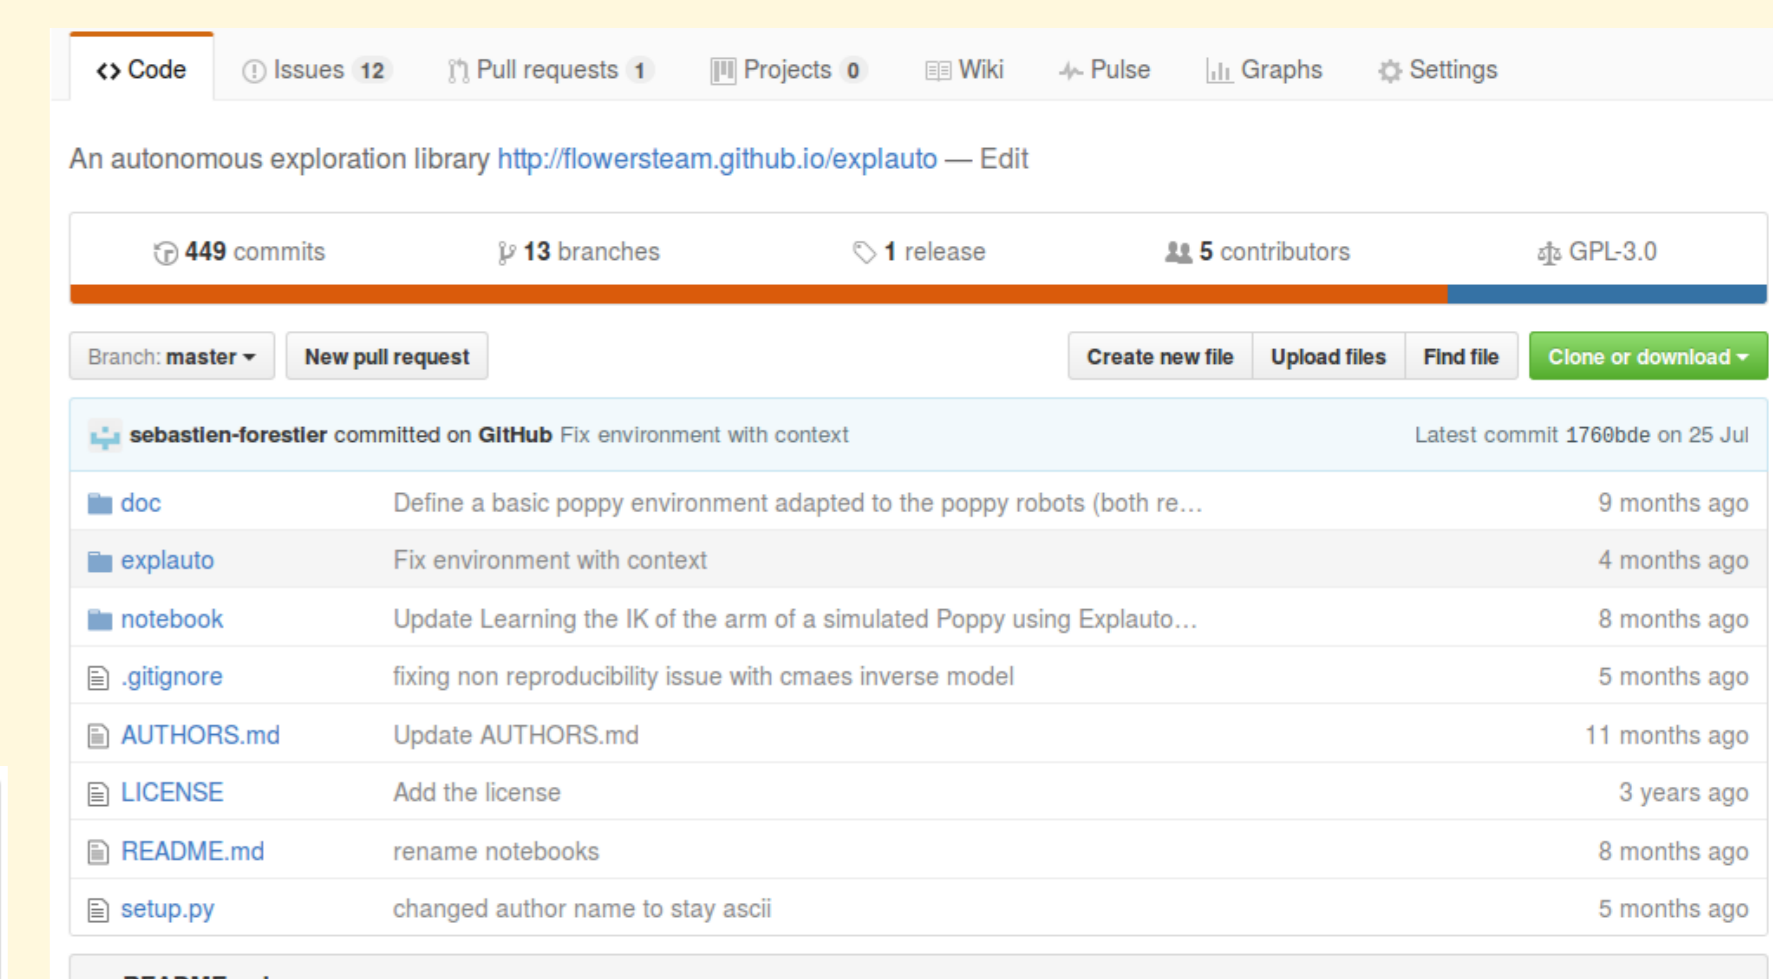 Code Issues 12 Pull requests 1 Projects 0 Wiki Pulse Graphs Settings
An autonomous exploration library http://flowersteam.github.io/explauto — Edit
449 commits 13 branches 1 release 5 contributors GPL-3.0
Branch: master New pull request Create new file Upload files Find file Clone or download
sebastien-forestier committed on GitHub Fix environment with context Latest commit 1760bde on 25 Jul
doc Define a basic poppy environment adapted to the poppy robots (both re… 9 months ago
explauto Fix environment with context 4 months ago
notebook Update Learning the IK of the arm of a simulated Poppy using Explauto… 8 months ago
.gitignore fixing non reproducibility issue with cmaes inverse model 5 months ago
AUTHORS.md Update AUTHORS.md 11 months ago
LICENSE Add the license 3 years ago
README.md rename notebooks 8 months ago
setup.py changed author name to stay ascii 5 months ago